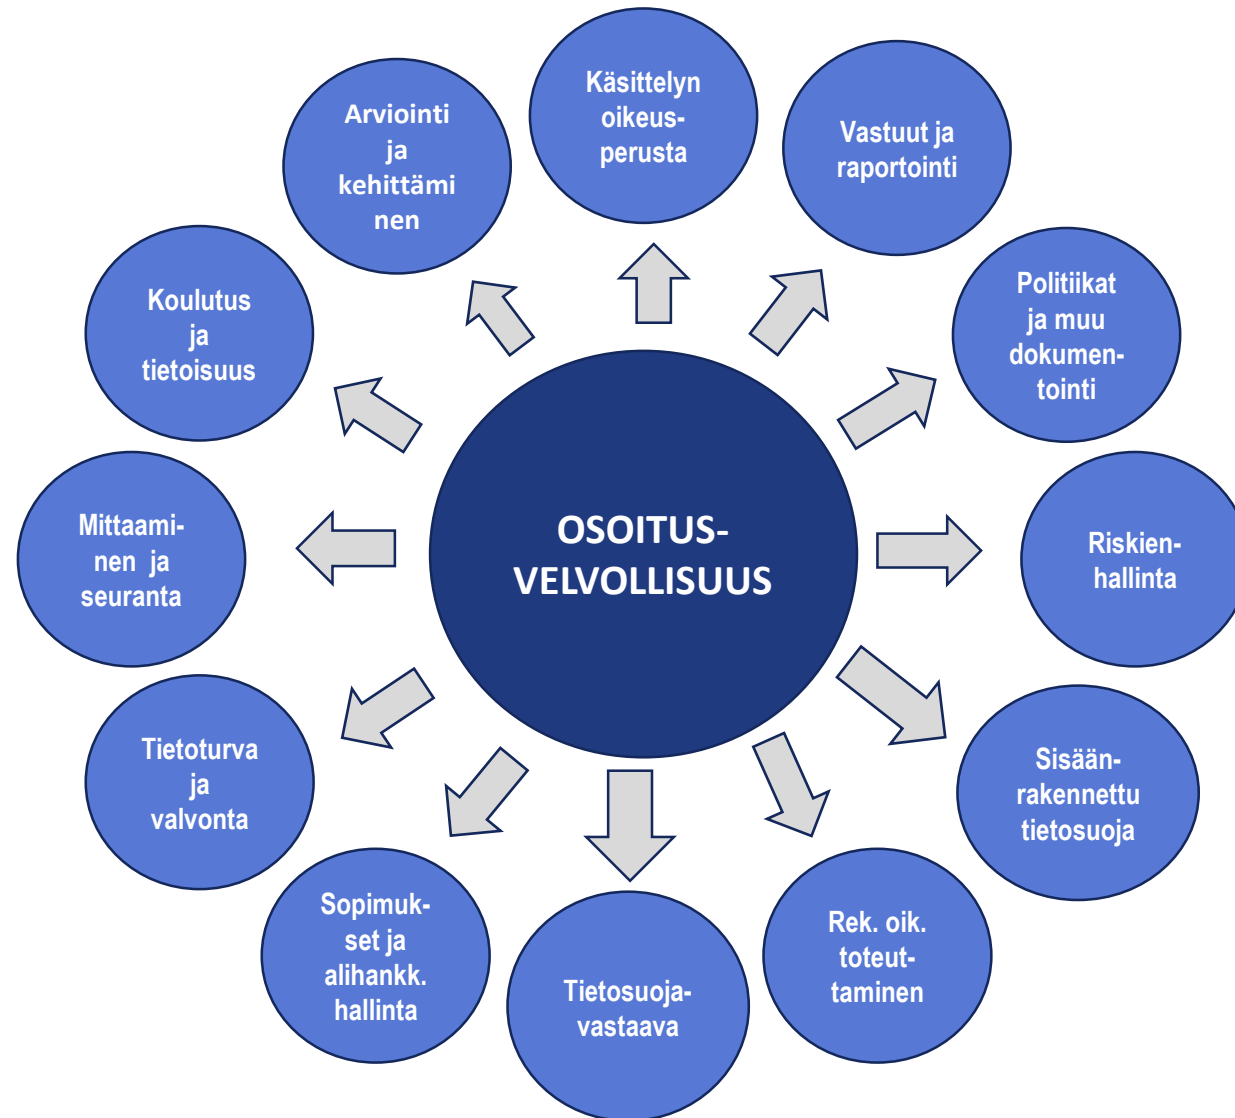 Käsittelyn
oikeus-
perusta
Vastuut ja
raportointi
Politiikat
ja muu
dokumen-
tointi
Riskien-
hallinta
Sisään-
rakennettu
tietosuoja
Rek. oik.
toteut-
taminen
Tietosuoja-
vastaava
Sopimuk-
set ja
alihankk.
hallinta
Tietoturva
ja
valvonta
Mittaami-
nen ja
seuranta
Koulutus
ja
tietoisuus
Arviointi
ja
kehittämi
nen
OSOITUS-
VELVOLLISUUS